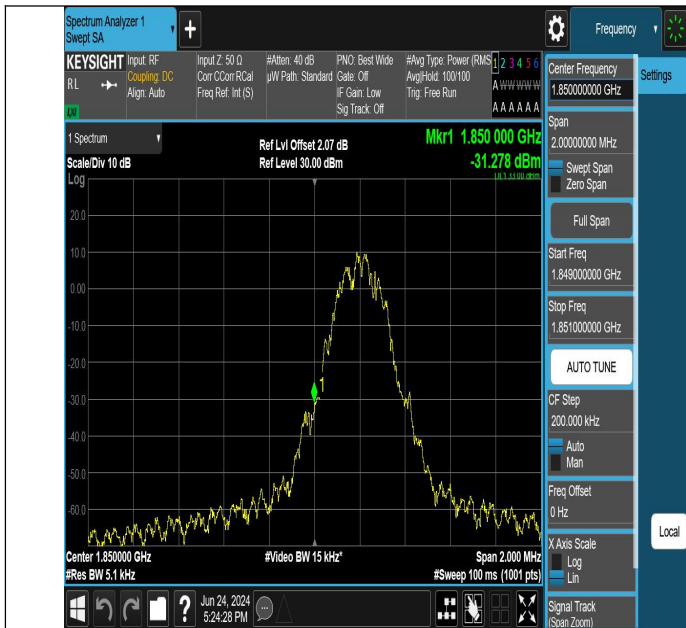 Spectrum Analyzer 1
Swept SA
+
Frequency
KEYSIGHT
RL
LXI
Input: RF
Coupling: DC
Align: Auto
Input Z: 50 Ω
Corr CCorr RCal
Freq Ref: Int (S)
#Atten: 40 dB
µW Path: Standard
PNO: Best Wide
Gate: Off
IF Gain: Low
Sig Track: Off
#Avg Type: Power (RMS
Avg|Hold: 100/100
Trig: Free Run
1 2 3 4 5 6
A W W W W W
A A A A A A
1 Spectrum
Scale/Div 10 dB
Log
Ref Lvl Offset 2.07 dB
Ref Level 30.00 dBm
Mkr1 1.850 000 GHz
-31.278 dBm
20.0
10.0
0.00
-10.0
-20.0
-30.0
-40.0
-50.0
-60.0
1
Center 1.850000 GHz
#Res BW 5.1 kHz
#Video BW 15 kHz*
Span 2.000 MHz
#Sweep 100 ms (1001 pts)
Center Frequency
1.850000000 GHz
Settings
Span
2.00000000 MHz
Swept Span
Zero Span
Full Span
Start Freq
1.849000000 GHz
Stop Freq
1.851000000 GHz
AUTO TUNE
CF Step
200.000 kHz
Auto
Man
Freq Offset
0 Hz
X Axis Scale
Log
Lin
Signal Track
(Span Zoom)
Local
?
Jun 24, 2024
5:24:28 PM